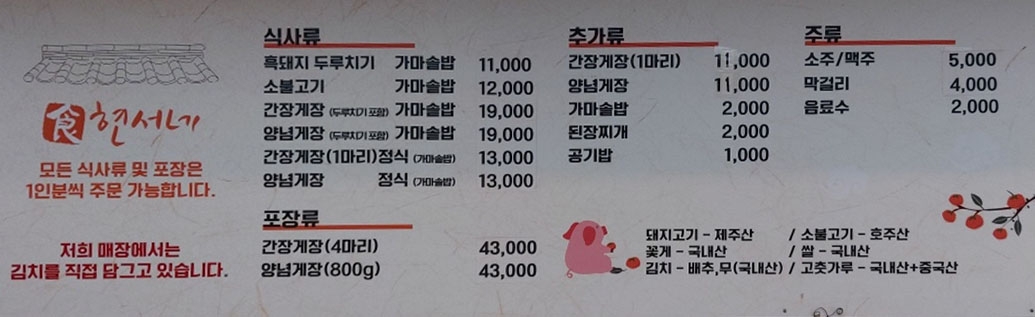 食 현서네
모든 식사류 및 포장은
1인분씩 주문 가능합니다.
저희 매장에서는
김치를 직접 담그고 있습니다.
식사류
흑돼지 두루치기 가마솥밥 11,000
소불고기 가마솥밥 12,000
간장게장 (두루치기 포함) 가마솥밥 19,000
양념게장 (두루치기 포함) 가마솥밥 19,000
간장게장(1마리)정식 (가마솥밥) 13,000
양념게장 정식 (가마솥밥) 13,000
포장류
간장게장(4마리) 43,000
양념게장(800g) 43,000
추가류
간장게장(1마리) 11,000
양념게장 11,000
가마솥밥 2,000
된장찌개 2,000
공기밥 1,000
주류
소주/맥주 5,000
막걸리 4,000
음료수 2,000
돼지고기 - 제주산 / 소불고기 - 호주산
꽃게 - 국내산 / 쌀 - 국내산
김치 - 배추,무(국내산) / 고춧가루 - 국내산+중국산